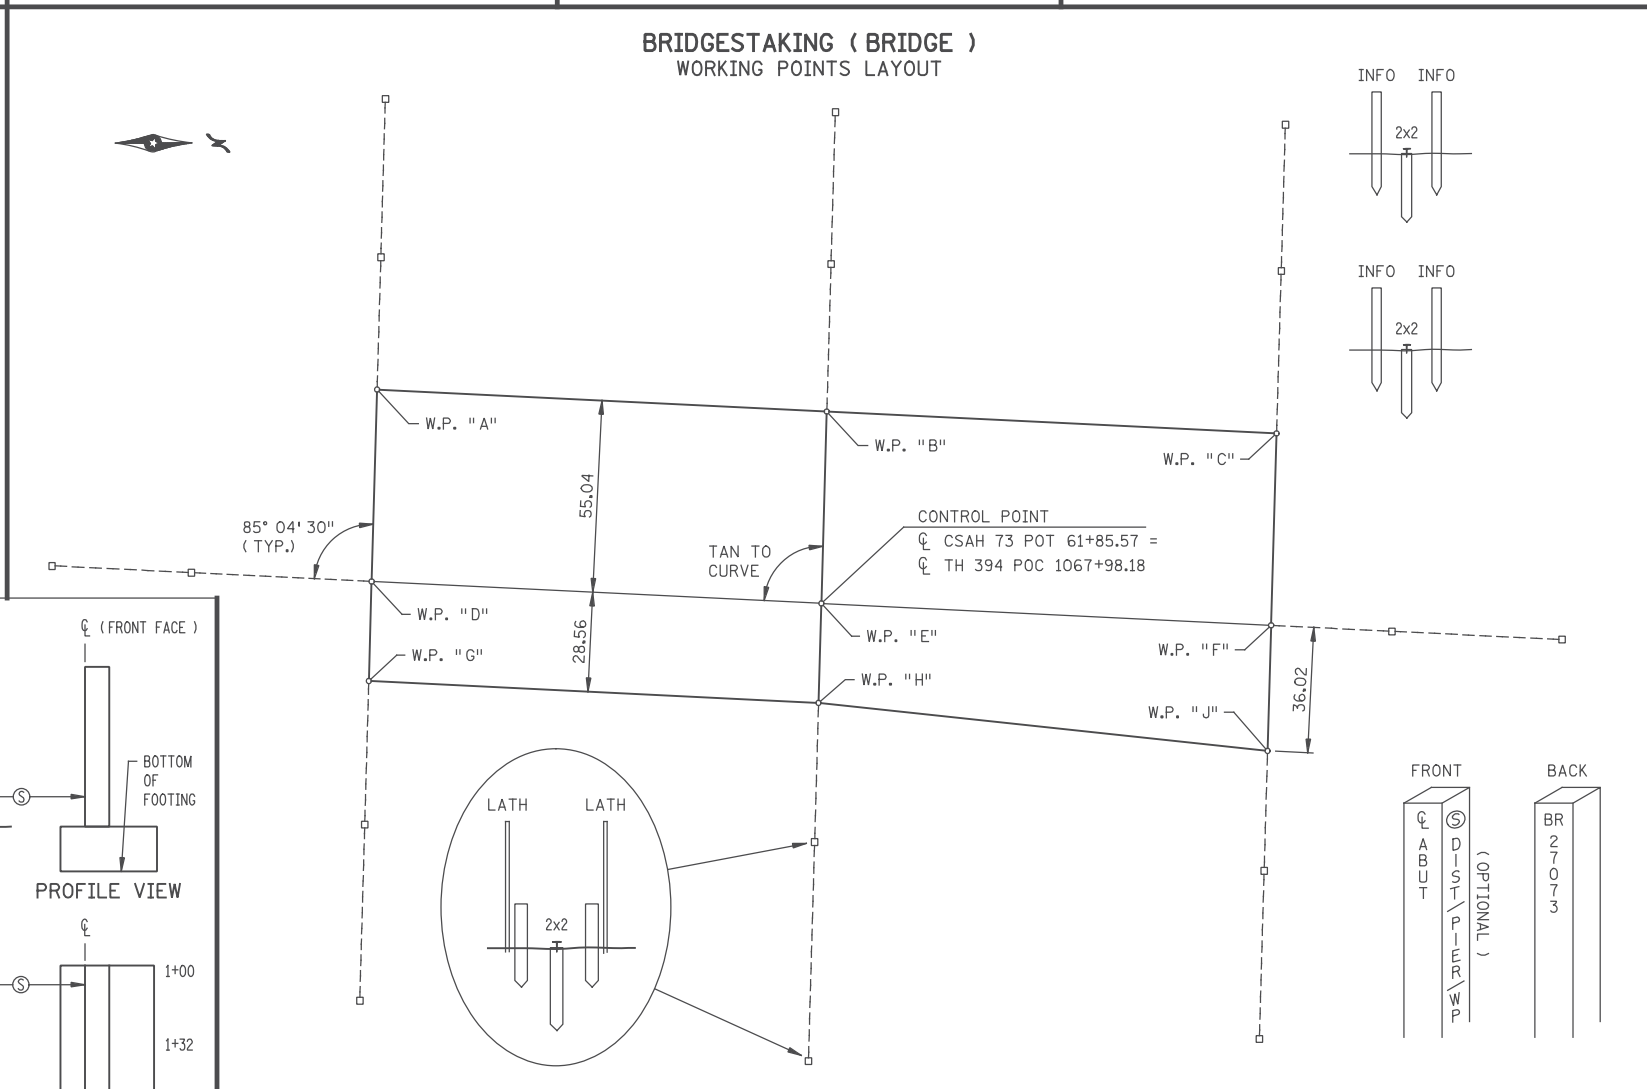 BRIDGESTAKING ( BRIDGE )
WORKING POINTS LAYOUT
INFO INFO
2x2
INFO INFO
2x2
W.P. "A"
W.P. "B"
W.P. "C"
55.04
85° 04' 30"
( TYP.)
TAN TO
CURVE
CONTROL POINT
℄ CSAH 73 POT 61+85.57 =
℄ TH 394 POC 1067+98.18
W.P. "D"
W.P. "E"
W.P. "F"
28.56
W.P. "G"
W.P. "H"
W.P. "J"
36.02
℄ (FRONT FACE )
BOTTOM
OF
FOOTING
S
PROFILE VIEW
℄
S
1+00
1+32
LATH LATH
2x2
FRONT
℄ ABUT
S DIST/PIER/WP
( OPTIONAL )
BACK
BR
27073